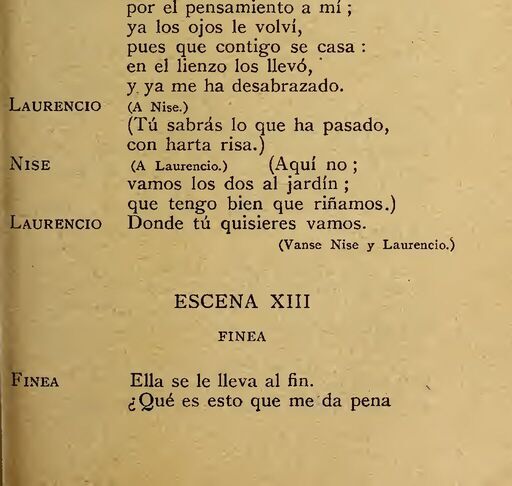 por el pensamiento a mí ;
ya los ojos le volví,
pues que contigo se casa :
en el lienzo los llevó,
y ya me ha desabrazado.
LAURENCIO (A Nise.)
(Tú sabrás lo que ha pasado,
con harta risa.)
NISE (A Laurencio.) (Aquí no ;
vamos los dos al jardín ;
que tengo bien que riñamos.)
LAURENCIO Donde tú quisieres vamos.
(Vanse Nise y Laurencio.)
ESCENA XIII
FINEA
FINEA Ella se le lleva al fin.
¿Qué es esto que me da pena